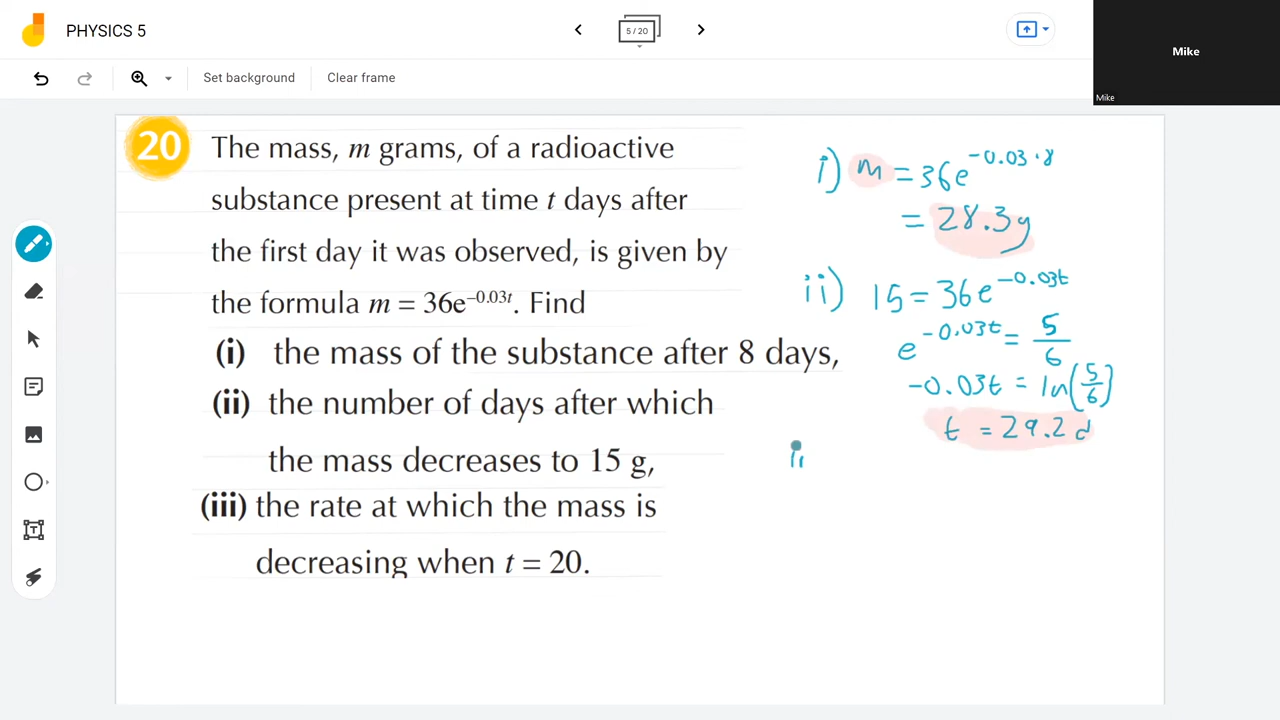 PHYSICS 5
5 / 20
Mike
Mike
Set background
Clear frame
20
The mass, m grams, of a radioactive
substance present at time t days after
the first day it was observed, is given by
the formula m = 36e^–0.03t. Find
(i) the mass of the substance after 8 days,
(ii) the number of days after which
the mass decreases to 15 g,
(iii) the rate at which the mass is
decreasing when t = 20.
i) m = 36e^-0.03·8
= 28.3g
ii) 15 = 36e^-0.03t
e^-0.03t = 5/6
-0.03t = ln(5/6)
t = 29.2 d
ii